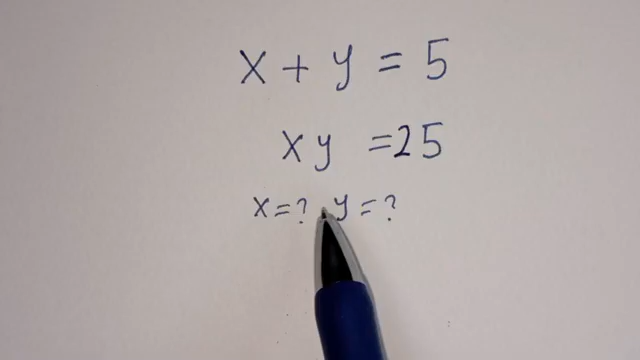 x + y = 5
xy = 25
x = ? y = ?